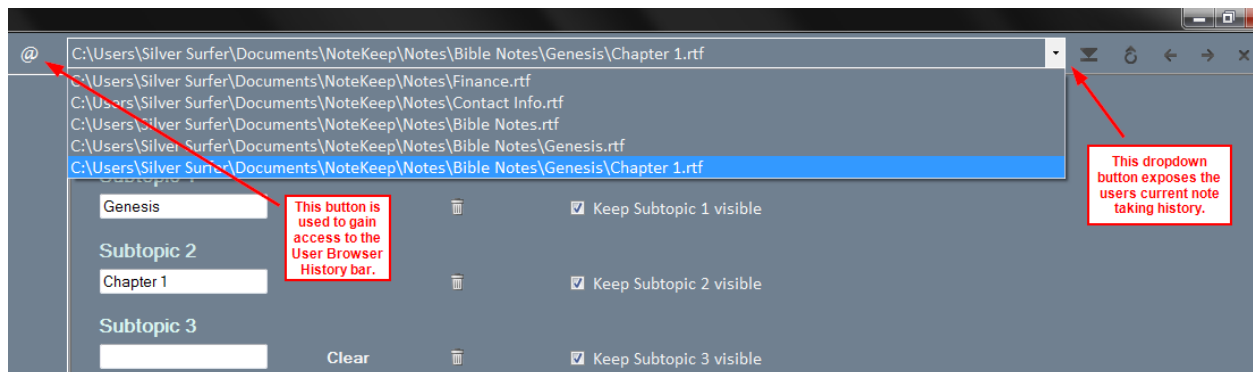 @ C:\Users\Silver Surfer\Documents\NoteKeep\Notes\Bible Notes\Genesis\Chapter 1.rtf
C:\Users\Silver Surfer\Documents\NoteKeep\Notes\Finance.rtf
C:\Users\Silver Surfer\Documents\NoteKeep\Notes\Contact Info.rtf
C:\Users\Silver Surfer\Documents\NoteKeep\Notes\Bible Notes.rtf
C:\Users\Silver Surfer\Documents\NoteKeep\Notes\Bible Notes\Genesis.rtf
C:\Users\Silver Surfer\Documents\NoteKeep\Notes\Bible Notes\Genesis\Chapter 1.rtf
This dropdown
button exposes the
users current note
taking history.
Subtopic 1
Genesis
Keep Subtopic 1 visible
This button is
used to gain
access to the
User Browser
History bar.
Subtopic 2
Chapter 1
Keep Subtopic 2 visible
Subtopic 3
Clear
Keep Subtopic 3 visible